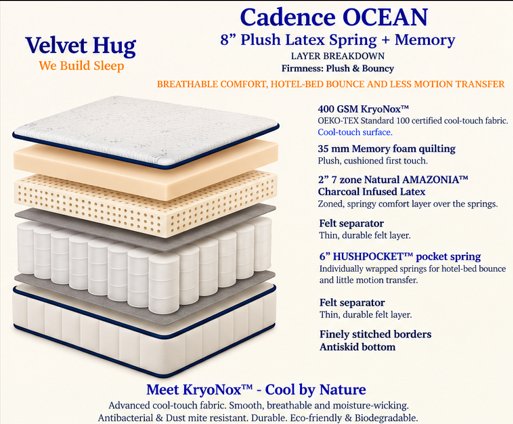 Velvet Hug
We Build Sleep
Cadence OCEAN
8” Plush Latex Spring + Memory
LAYER BREAKDOWN
Firmness: Plush & Bouncy
BREATHABLE COMFORT, HOTEL-BED BOUNCE AND LESS MOTION TRANSFER
400 GSM KryoNox™
OEKO-TEX Standard 100 certified cool-touch fabric.
Cool-touch surface.
35 mm Memory foam quilting
Plush, cushioned first touch.
2” 7 zone Natural AMAZONIA™
Charcoal Infused Latex
Zoned, springy comfort layer over the springs.
Felt separator
Thin, durable felt layer.
6” HUSHPOCKET™ pocket spring
Individually wrapped springs for hotel-bed bounce
and little motion transfer.
Felt separator
Thin, durable felt layer.
Finely stitched borders
Antiskid bottom
Meet KryoNox™ - Cool by Nature
Advanced cool-touch fabric. Smooth, breathable and moisture-wicking.
Antibacterial & Dust mite resistant. Durable. Eco-friendly & Biodegradable.